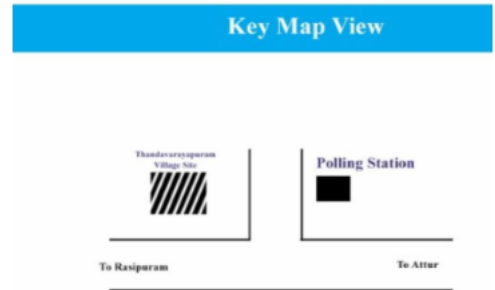 Key Map View
Thandavarayapuram
Village Site
Polling Station
To Rasipuram
To Attur